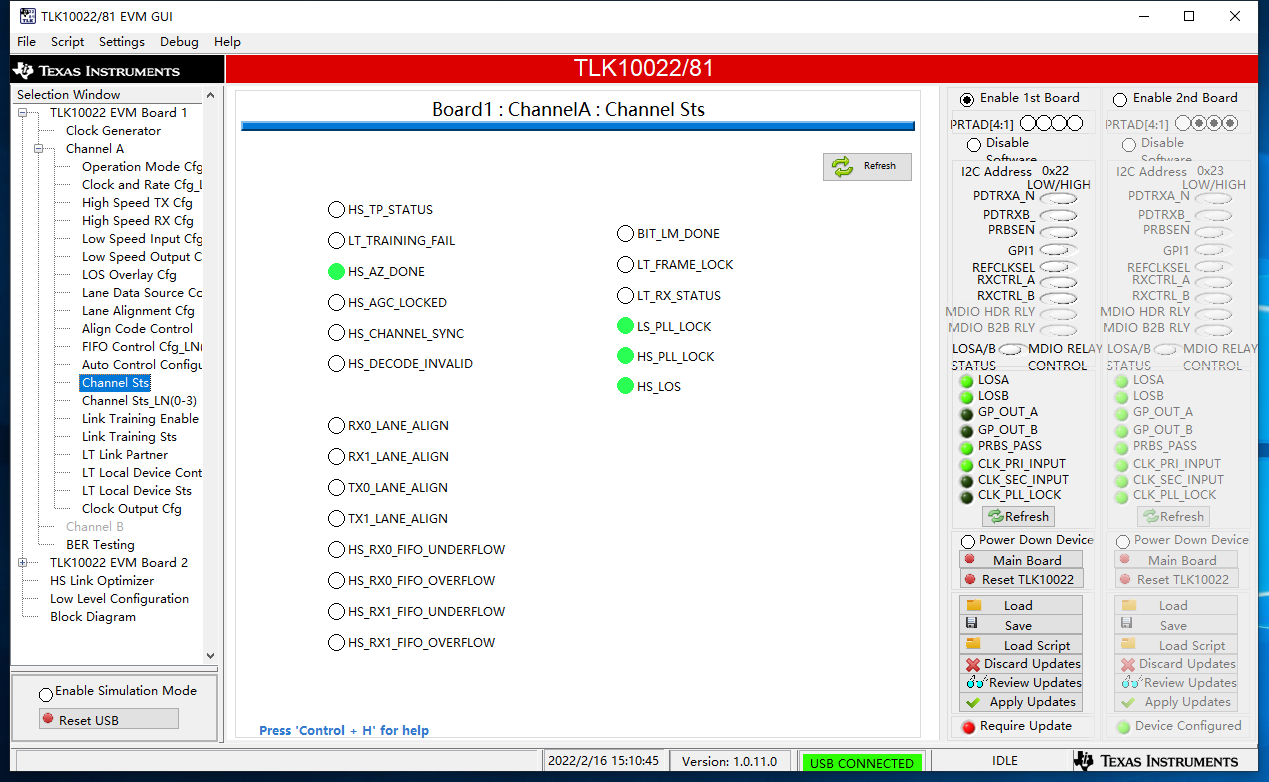 TLK10022/81 EVM GUI
File Script Settings Debug Help
TEXAS INSTRUMENTS
TLK10022/81
Selection Window
TLK10022 EVM Board 1
Clock Generator
Channel A
Operation Mode Cfg
Clock and Rate Cfg_L
High Speed TX Cfg
High Speed RX Cfg
Low Speed Input Cfg
Low Speed Output C
LOS Overlay Cfg
Lane Data Source Co
Lane Alignment Cfg
Align Code Control
FIFO Control Cfg_LN(
Auto Control Configu
Channel Sts
Channel Sts_LN(0-3)
Link Training Enable
Link Training Sts
LT Link Partner
LT Local Device Cont
LT Local Device Sts
Clock Output Cfg
Channel B
BER Testing
TLK10022 EVM Board 2
HS Link Optimizer
Low Level Configuration
Block Diagram
Enable Simulation Mode
Reset USB
Board1 : ChannelA : Channel Sts
Refresh
HS_TP_STATUS
LT_TRAINING_FAIL
HS_AZ_DONE
HS_AGC_LOCKED
HS_CHANNEL_SYNC
HS_DECODE_INVALID
BIT_LM_DONE
LT_FRAME_LOCK
LT_RX_STATUS
LS_PLL_LOCK
HS_PLL_LOCK
HS_LOS
RX0_LANE_ALIGN
RX1_LANE_ALIGN
TX0_LANE_ALIGN
TX1_LANE_ALIGN
HS_RX0_FIFO_UNDERFLOW
HS_RX0_FIFO_OVERFLOW
HS_RX1_FIFO_UNDERFLOW
HS_RX1_FIFO_OVERFLOW
Press 'Control + H' for help
Enable 1st Board
PRTAD[4:1]
Disable
Software
I2C Address 0x22
LOW/HIGH
PDTRXA_N
PDTRXB_
PRBSEN
GPI1
REFCLKSEL
RXCTRL_A
RXCTRL_B
MDIO HDR RLY
MDIO B2B RLY
LOSA/B MDIO RELAY
STATUS CONTROL
LOSA
LOSB
GP_OUT_A
GP_OUT_B
PRBS_PASS
CLK_PRI_INPUT
CLK_SEC_INPUT
CLK_PLL_LOCK
Refresh
Power Down Device
Main Board
Reset TLK10022
Load
Save
Load Script
Discard Updates
Review Updates
Apply Updates
Require Update
Enable 2nd Board
PRTAD[4:1]
Disable
Software
I2C Address 0x23
LOW/HIGH
PDTRXA_N
PDTRXB_
PRBSEN
GPI1
REFCLKSEL
RXCTRL_A
RXCTRL_B
MDIO HDR RLY
MDIO B2B RLY
LOSA/B MDIO RELAY
STATUS CONTROL
LOSA
LOSB
GP_OUT_A
GP_OUT_B
PRBS_PASS
CLK_PRI_INPUT
CLK_SEC_INPUT
CLK_PLL_LOCK
Refresh
Power Down Device
Main Board
Reset TLK10022
Load
Save
Load Script
Discard Updates
Review Updates
Apply Updates
Device Configured
2022/2/16 15:10:45 Version: 1.0.11.0 USB CONNECTED IDLE TEXAS INSTRUMENTS